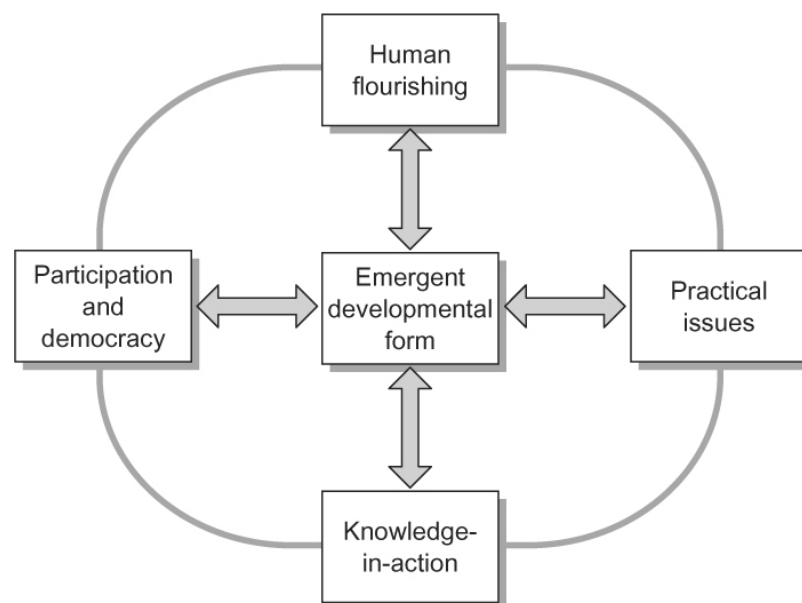 Human
flourishing
Participation
and
democracy
Emergent
developmental
form
Practical
issues
Knowledge-
in-action